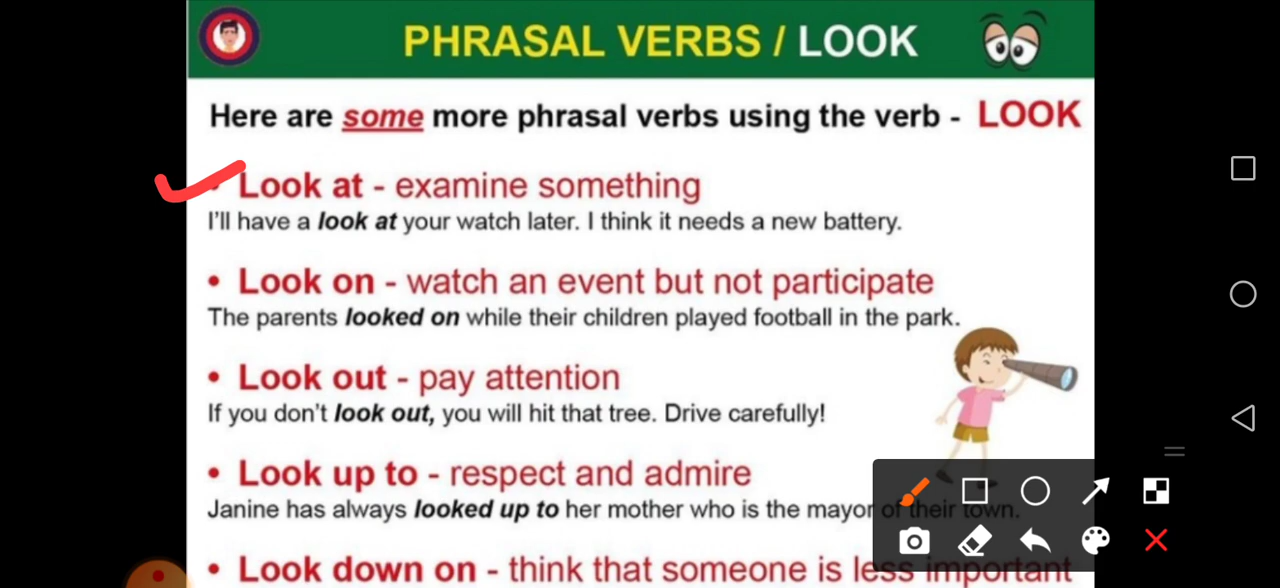 PHRASAL VERBS / LOOK
Here are some more phrasal verbs using the verb - LOOK
• Look at - examine something
I'll have a look at your watch later. I think it needs a new battery.
• Look on - watch an event but not participate
The parents looked on while their children played football in the park.
• Look out - pay attention
If you don't look out, you will hit that tree. Drive carefully!
• Look up to - respect and admire
Janine has always looked up to her mother who is the mayor of their town.
• Look down on - think that someone is less important